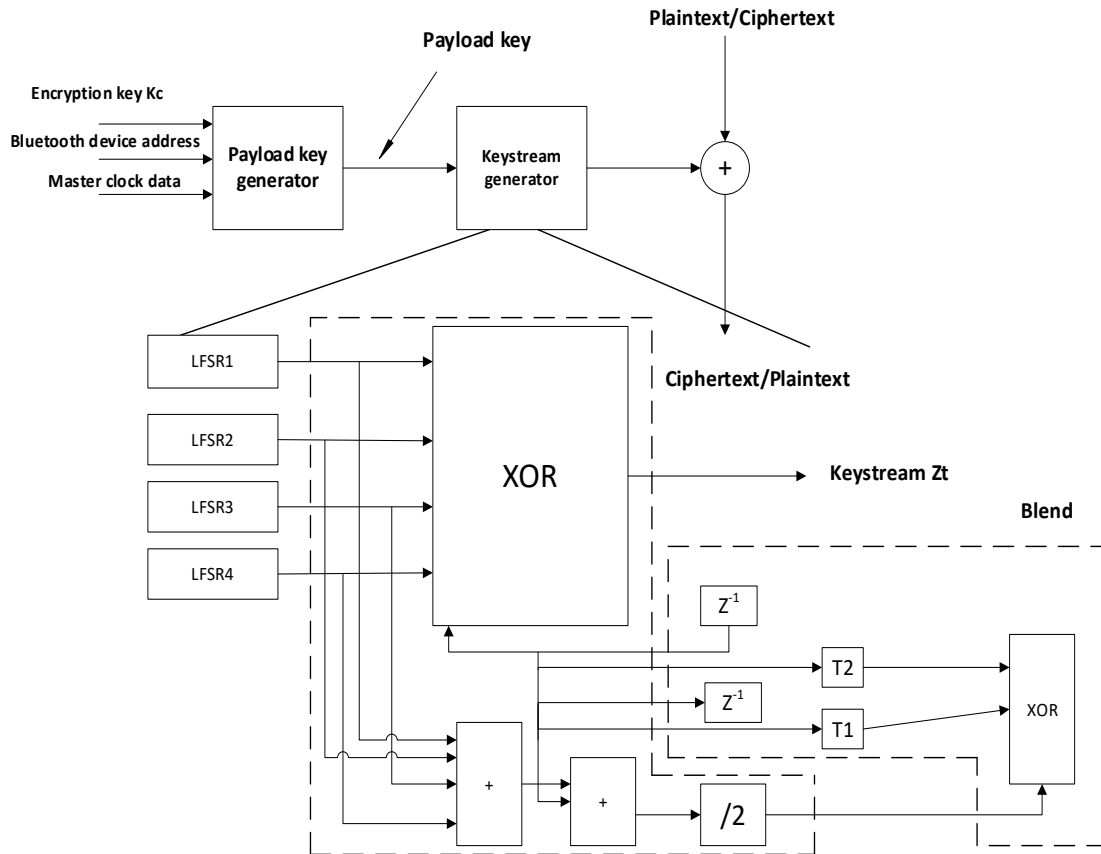 Plaintext/Ciphertext
Payload key
Encryption key Kc
Bluetooth device address
Master clock data
Payload key
generator
Keystream
generator
+
LFSR1
LFSR2
LFSR3
LFSR4
XOR
Ciphertext/Plaintext
Keystream Zt
Blend
Z⁻¹
T2
Z⁻¹
T1
XOR
+
+
/2